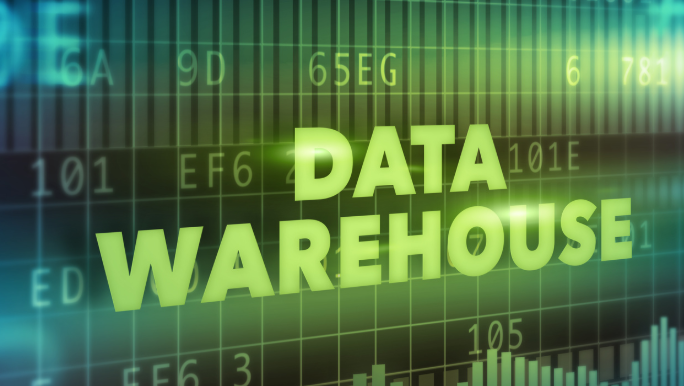 6A 9D 65EG 6 781
101 EF6 101E
DATA
WAREHOUSE
ED
105
EF6 3